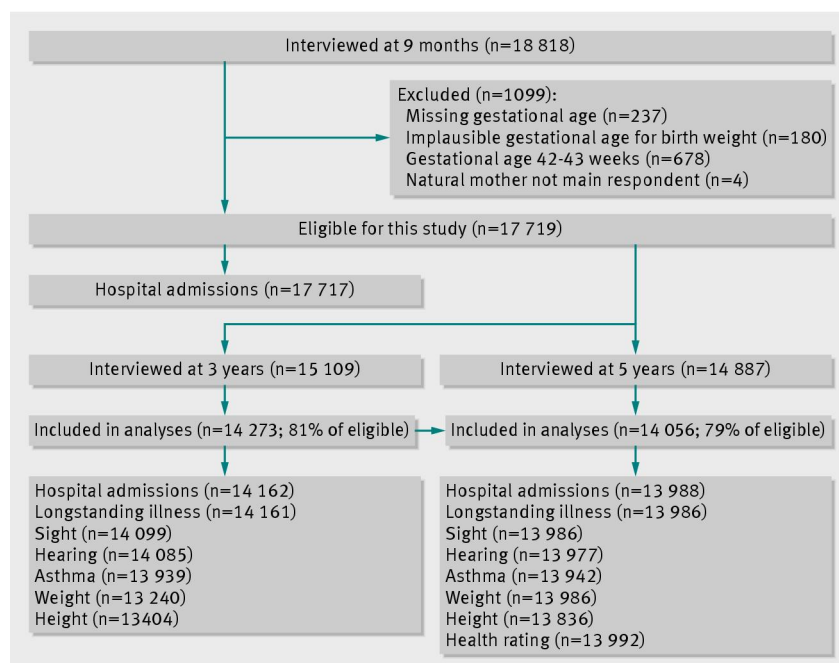 Interviewed at 9 months (n=18 818)
Excluded (n=1099):
Missing gestational age (n=237)
Implausible gestational age for birth weight (n=180)
Gestational age 42-43 weeks (n=678)
Natural mother not main respondent (n=4)
Eligible for this study (n=17 719)
Hospital admissions (n=17 717)
Interviewed at 3 years (n=15 109)
Interviewed at 5 years (n=14 887)
Included in analyses (n=14 273; 81% of eligible)
Included in analyses (n=14 056; 79% of eligible)
Hospital admissions (n=14 162)
Longstanding illness (n=14 161)
Sight (n=14 099)
Hearing (n=14 085)
Asthma (n=13 939)
Weight (n=13 240)
Height (n=13404)
Hospital admissions (n=13 988)
Longstanding illness (n=13 986)
Sight (n=13 986)
Hearing (n=13 977)
Asthma (n=13 942)
Weight (n=13 986)
Height (n=13 836)
Health rating (n=13 992)